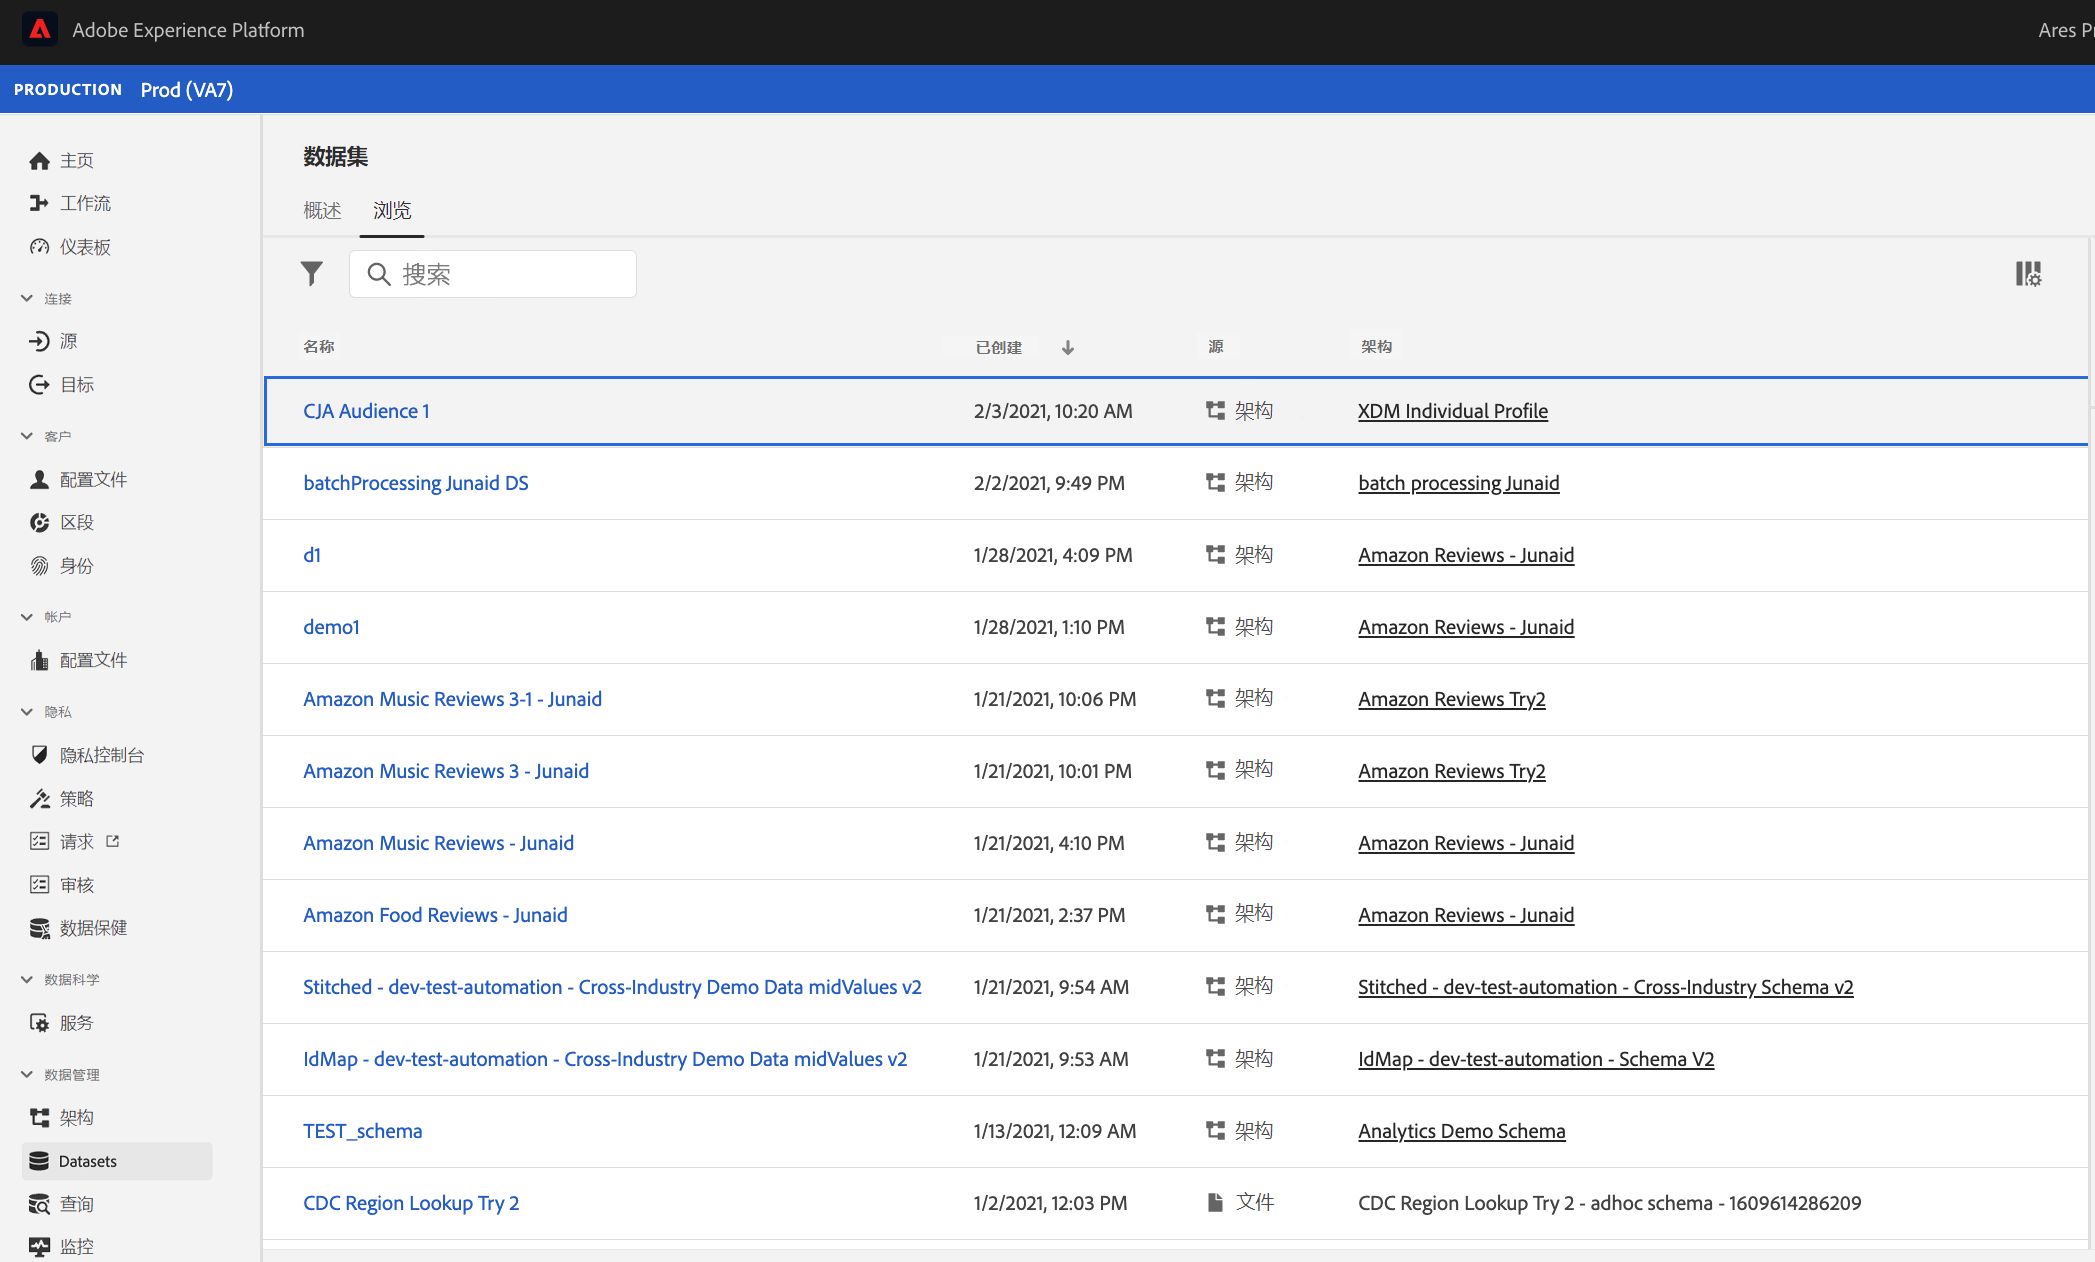 Adobe Experience Platform
Ares Pr
PRODUCTION Prod (VA7)
主页
工作流
仪表板
连接
源
目标
客户
配置文件
区段
身份
帐户
配置文件
隐私
隐私控制台
策略
请求
审核
数据保健
数据科学
服务
数据管理
架构
Datasets
查询
监控
数据集
概述 浏览
搜索
名称 已创建 源 架构
CJA Audience 1 2/3/2021, 10:20 AM 架构 XDM Individual Profile
batchProcessing Junaid DS 2/2/2021, 9:49 PM 架构 batch processing Junaid
d1 1/28/2021, 4:09 PM 架构 Amazon Reviews - Junaid
demo1 1/28/2021, 1:10 PM 架构 Amazon Reviews - Junaid
Amazon Music Reviews 3-1 - Junaid 1/21/2021, 10:06 PM 架构 Amazon Reviews Try2
Amazon Music Reviews 3 - Junaid 1/21/2021, 10:01 PM 架构 Amazon Reviews Try2
Amazon Music Reviews - Junaid 1/21/2021, 4:10 PM 架构 Amazon Reviews - Junaid
Amazon Food Reviews - Junaid 1/21/2021, 2:37 PM 架构 Amazon Reviews - Junaid
Stitched - dev-test-automation - Cross-Industry Demo Data midValues v2 1/21/2021, 9:54 AM 架构 Stitched - dev-test-automation - Cross-Industry Schema v2
IdMap - dev-test-automation - Cross-Industry Demo Data midValues v2 1/21/2021, 9:53 AM 架构 IdMap - dev-test-automation - Schema V2
TEST_schema 1/13/2021, 12:09 AM 架构 Analytics Demo Schema
CDC Region Lookup Try 2 1/2/2021, 12:03 PM 文件 CDC Region Lookup Try 2 - adhoc schema - 1609614286209